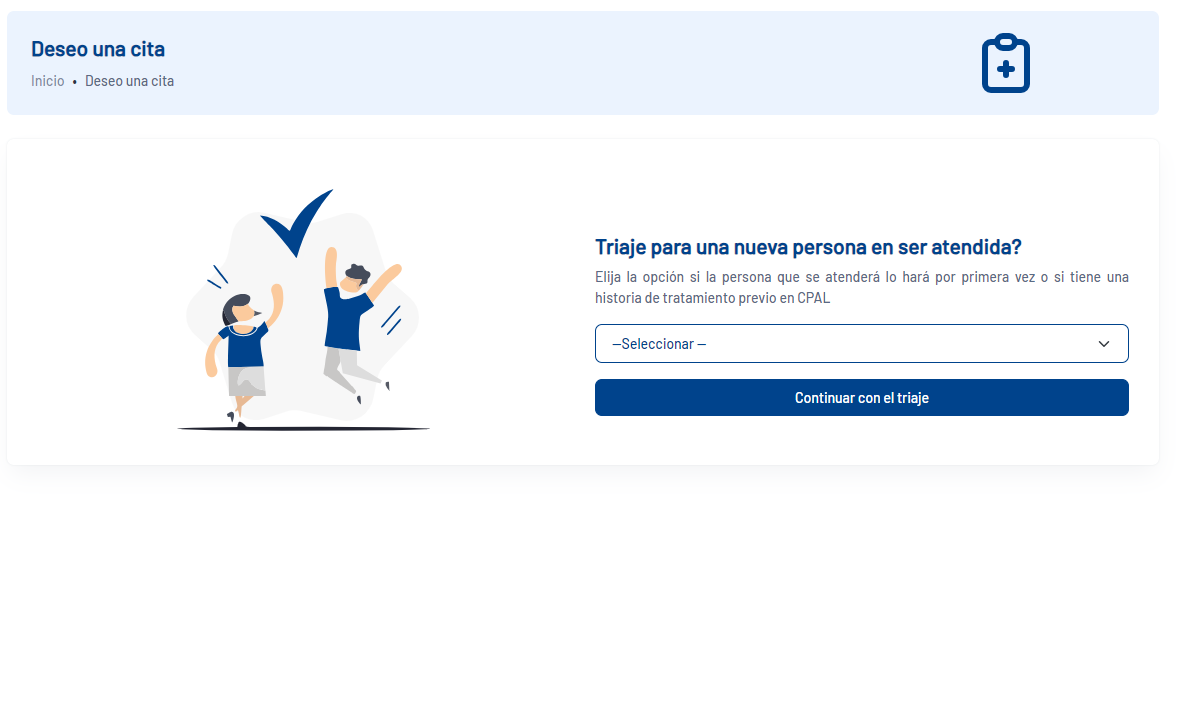 Deseo una cita
Inicio • Deseo una cita
Triaje para una nueva persona en ser atendida?
Elija la opción si la persona que se atenderá lo hará por primera vez o si tiene una
historia de tratamiento previo en CPAL
--Seleccionar --
Continuar con el triaje